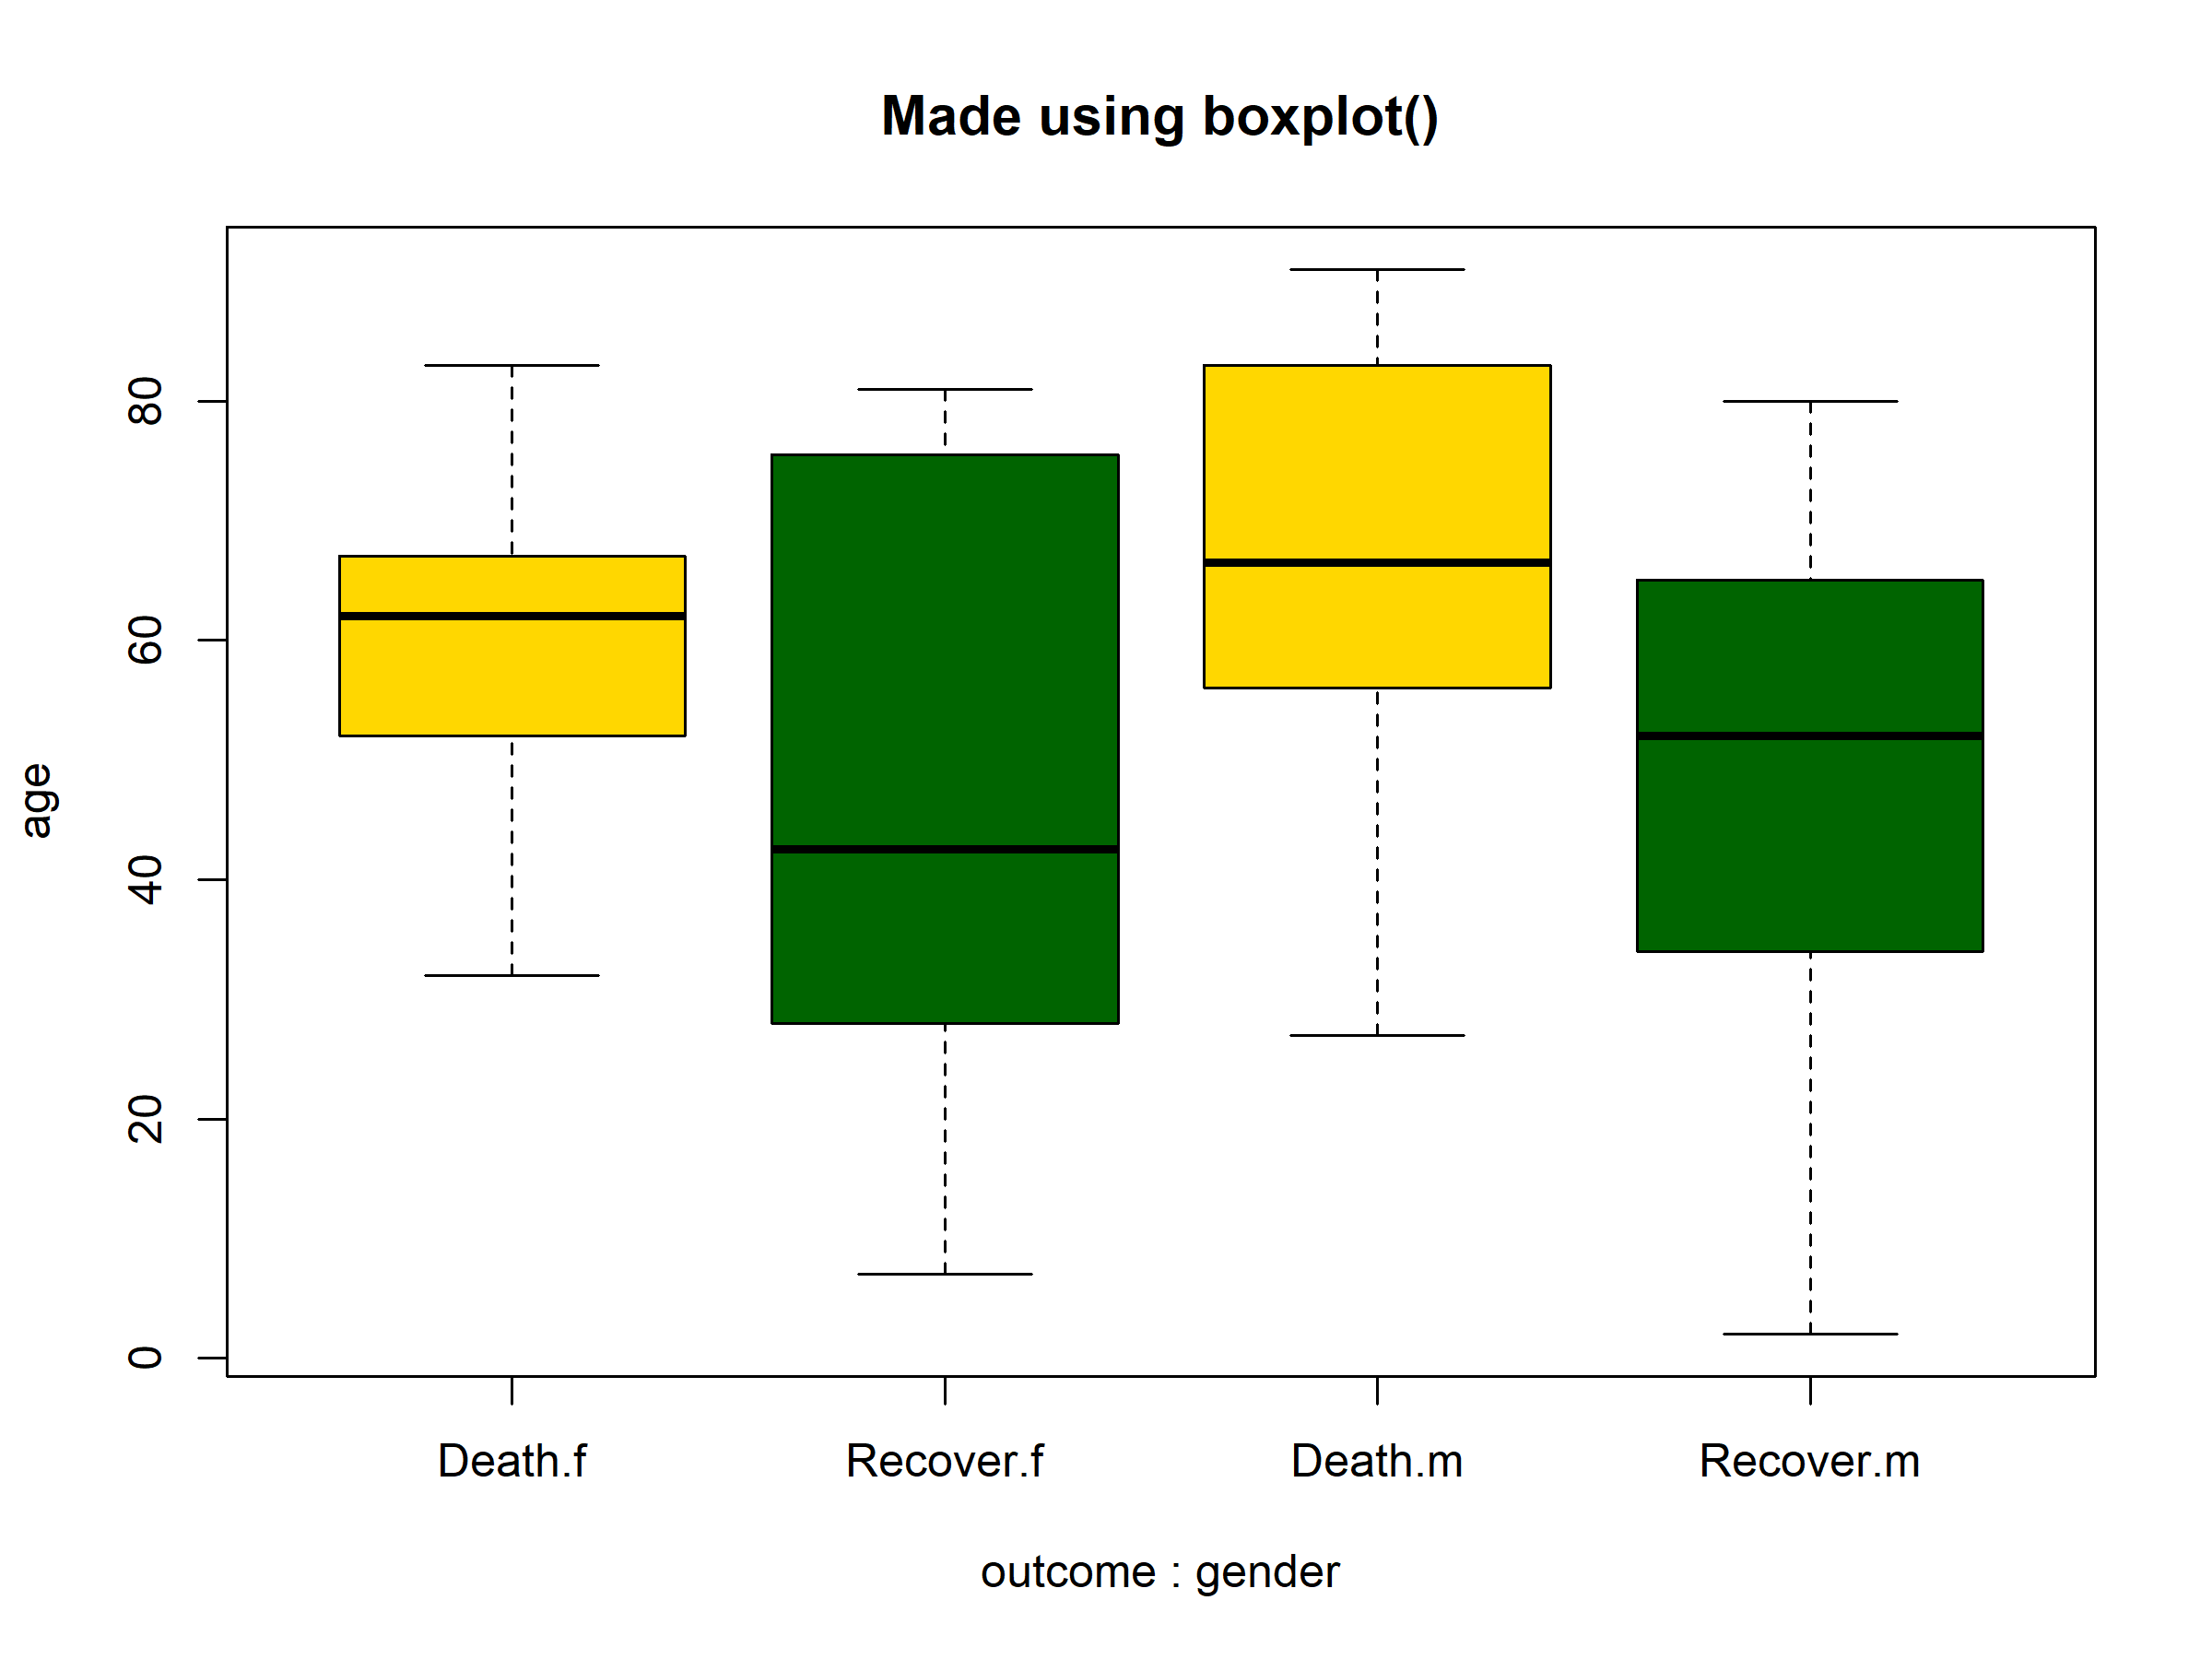 Made using boxplot()
age
80
60
40
20
0
Death.f
Recover.f
Death.m
Recover.m
outcome : gender